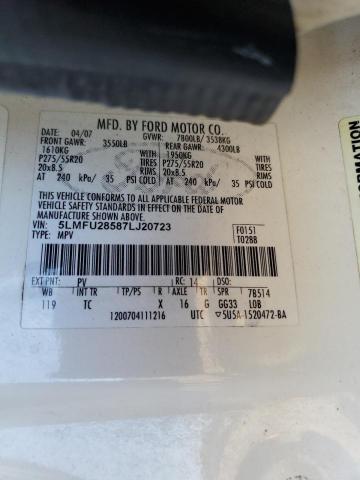 MFD. BY FORD MOTOR CO.
DATE: 04/07 GVWR: 7800LB/ 3538KG
FRONT GAWR: 3550LB REAR GAWR: 4300LB
1610KG WITH 1950KG WITH
P275/55R20 TIRES P275/55R20 TIRES
20x8.5 RIMS 20x8.5 RIMS
AT 240 kPa/ 35 PSI COLD AT 240 kPa/ 35 PSI COLD
THIS VEHICLE CONFORMS TO ALL APPLICABLE FEDERAL MOTOR
VEHICLE SAFETY STANDARDS IN EFFECT ON THE DATE OF
MANUFACTURE SHOWN ABOVE.
VIN: 5LMFU28587LJ20723 F0151
TYPE: MPV T02BB
EXT PNT: PV RC: 14 DSO:
WB INT TR TP/PS R AXLE TR SPR 7B514
119 TC X 16 G GG33 LOB
1200704111216 UTC ▽5U5A-1520472-BA
FORMATION